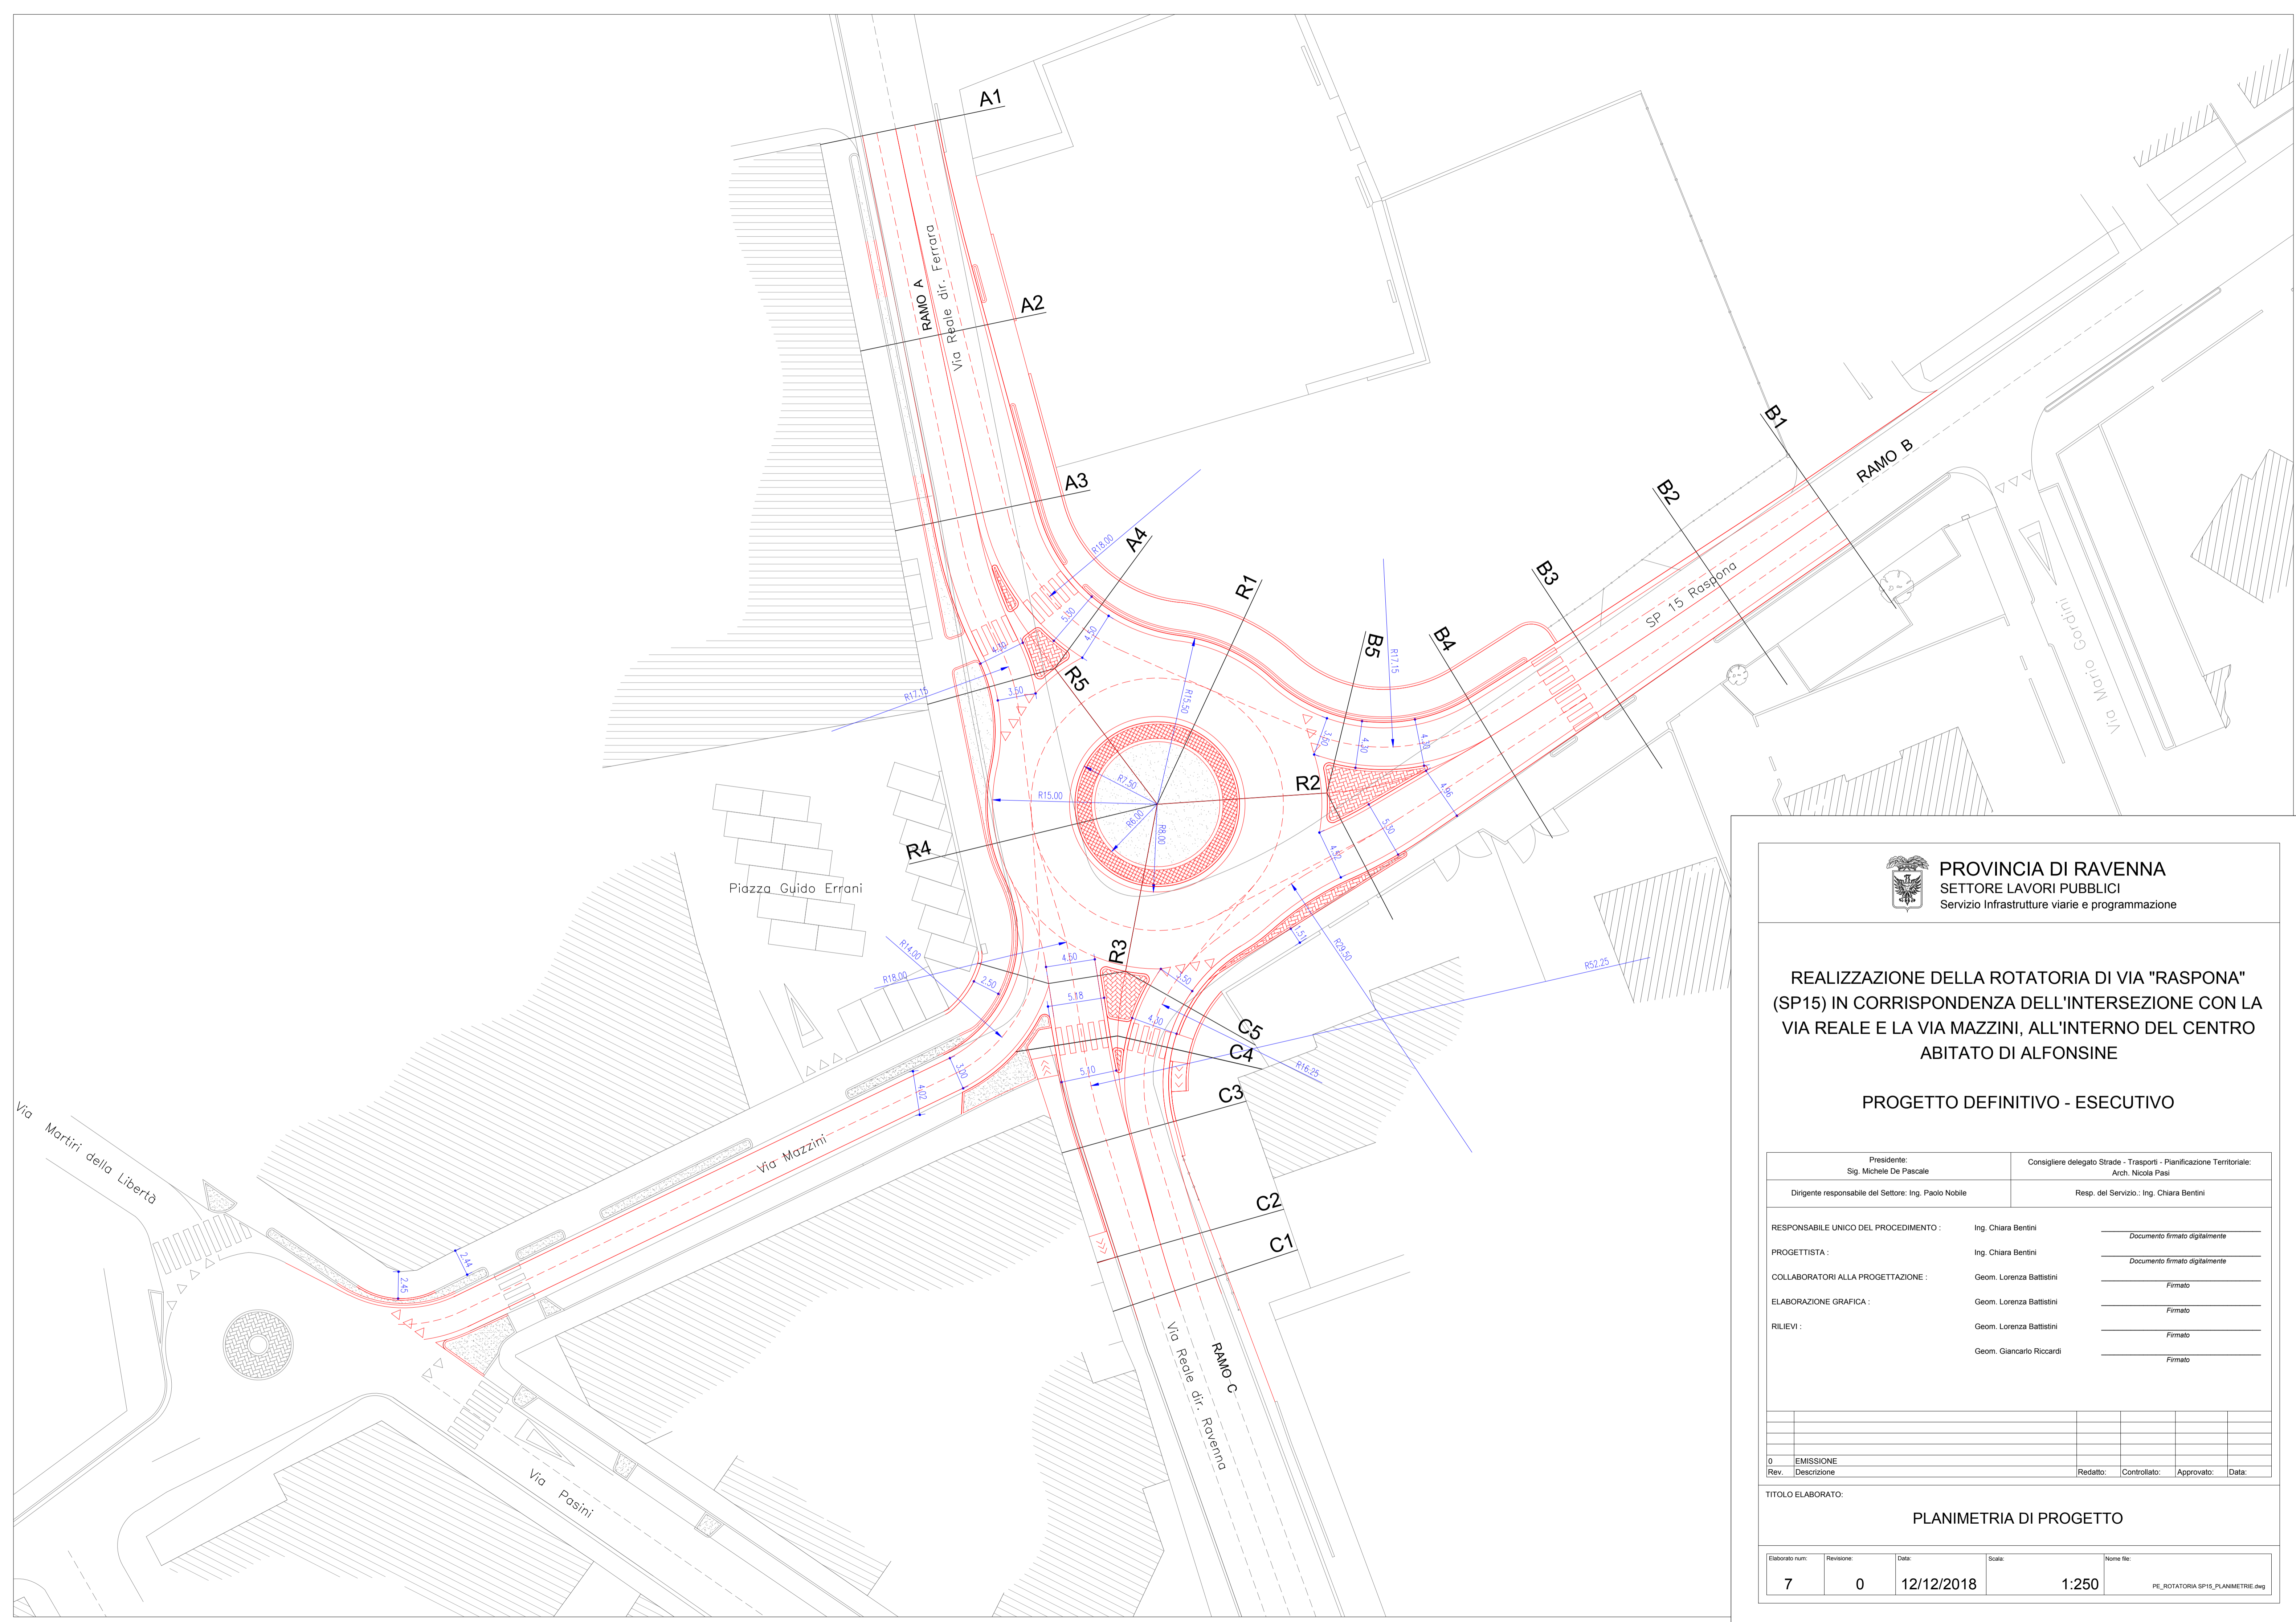 A1
A2
RAMO A
Via Reale dir. Ferrara
A3
A4
R18.00
R1
B1
RAMO B
B2
B3
SP 15 Raspona
B4
B5
R17.15
Via Mario Gordini
5.30
4.50
4.30
R5
R17.15
3.50
R15.50
3.50
4.30
4.30
R2
4.96
R7.50
R15.00
R6.00
R8.00
5.30
4.52
R4
Piazza Guido Errani
R14.00
R18.00
2.50
4.50
R3
3.50
1.51
R29.50
R52.25
5.18
4.30
C5
C4
R16.25
3.00
4.02
5.10
C3
C2
C1
Via Mazzini
Via Martiri della Libertà
2.44
2.45
Via Pasini
Via Reale dir. Ravenna
RAMO C
PROVINCIA DI RAVENNA
SETTORE LAVORI PUBBLICI
Servizio Infrastrutture viarie e programmazione
REALIZZAZIONE DELLA ROTATORIA DI VIA "RASPONA"
(SP15) IN CORRISPONDENZA DELL'INTERSEZIONE CON LA
VIA REALE E LA VIA MAZZINI, ALL'INTERNO DEL CENTRO
ABITATO DI ALFONSINE
PROGETTO DEFINITIVO - ESECUTIVO
Presidente:
Sig. Michele De Pascale
Consigliere delegato Strade - Trasporti - Pianificazione Territoriale:
Arch. Nicola Pasi
Dirigente responsabile del Settore: Ing. Paolo Nobile
Resp. del Servizio.: Ing. Chiara Bentini
RESPONSABILE UNICO DEL PROCEDIMENTO : Ing. Chiara Bentini
Documento firmato digitalmente
PROGETTISTA : Ing. Chiara Bentini
Documento firmato digitalmente
COLLABORATORI ALLA PROGETTAZIONE : Geom. Lorenza Battistini
Firmato
ELABORAZIONE GRAFICA : Geom. Lorenza Battistini
Firmato
RILIEVI : Geom. Lorenza Battistini
Firmato
Geom. Giancarlo Riccardi
Firmato
0 EMISSIONE
Rev. Descrizione Redatto: Controllato: Approvato: Data:
TITOLO ELABORATO:
PLANIMETRIA DI PROGETTO
Elaborato num: Revisione: Data: Scala: Nome file:
7 0 12/12/2018 1:250 PE_ROTATORIA SP15_PLANIMETRIE.dwg